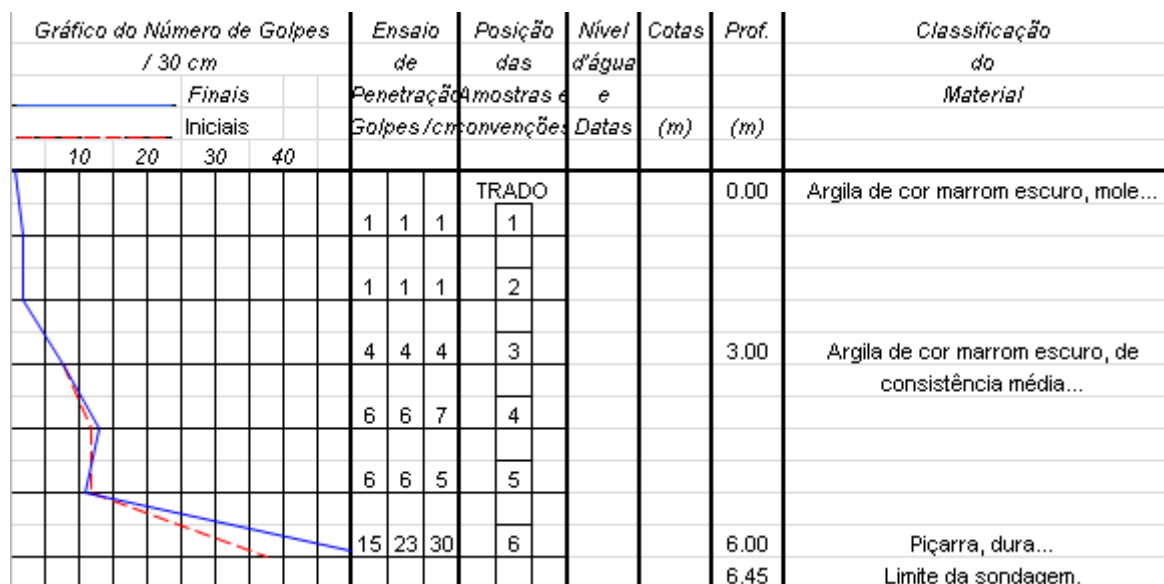 Gráfico do Número de Golpes Ensaio Posição Nível Cotas Prof. Classificação
/ 30 cm de das d'água do
Finais Penetração Amostras e e Material
Iniciais Golpes/cm convenções Datas (m) (m)
10 20 30 40
TRADO 0.00 Argila de cor marrom escuro, mole...
1 1 1 1
1 1 1 2
4 4 4 3 3.00 Argila de cor marrom escuro, de
consistência média...
6 6 7 4
6 6 5 5
15 23 30 6 6.00 Piçarra, dura...
6.45 Limite da sondagem.